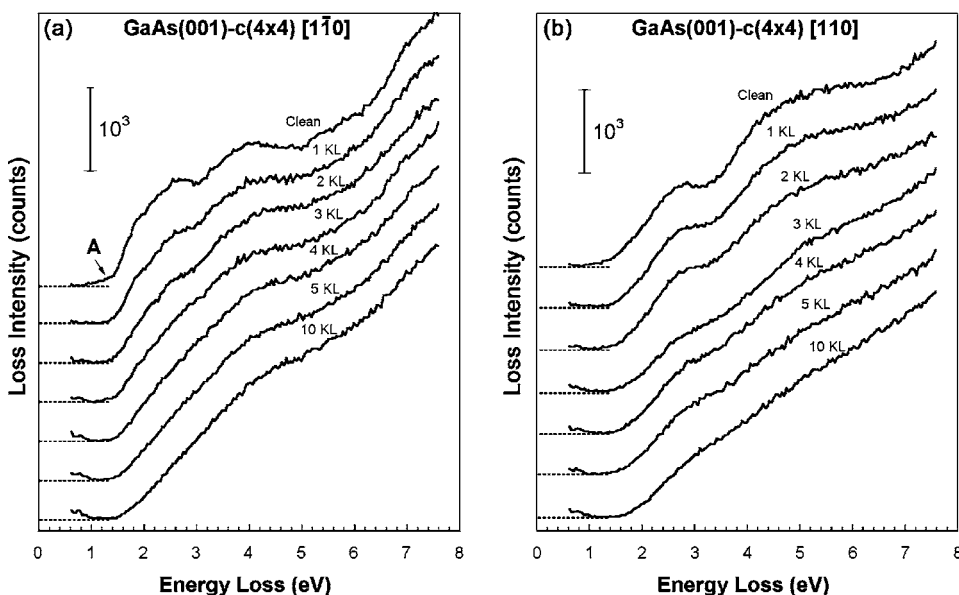 (a) GaAs(001)-c(4x4) [11̄0]
10³
Clean
1 KL
2 KL
3 KL
4 KL
5 KL
10 KL
A
Loss Intensity (counts)
0 1 2 3 4 5 6 7 8
Energy Loss (eV)
(b) GaAs(001)-c(4x4) [110]
10³
Clean
1 KL
2 KL
3 KL
4 KL
5 KL
10 KL
Loss Intensity (counts)
0 1 2 3 4 5 6 7 8
Energy Loss (eV)